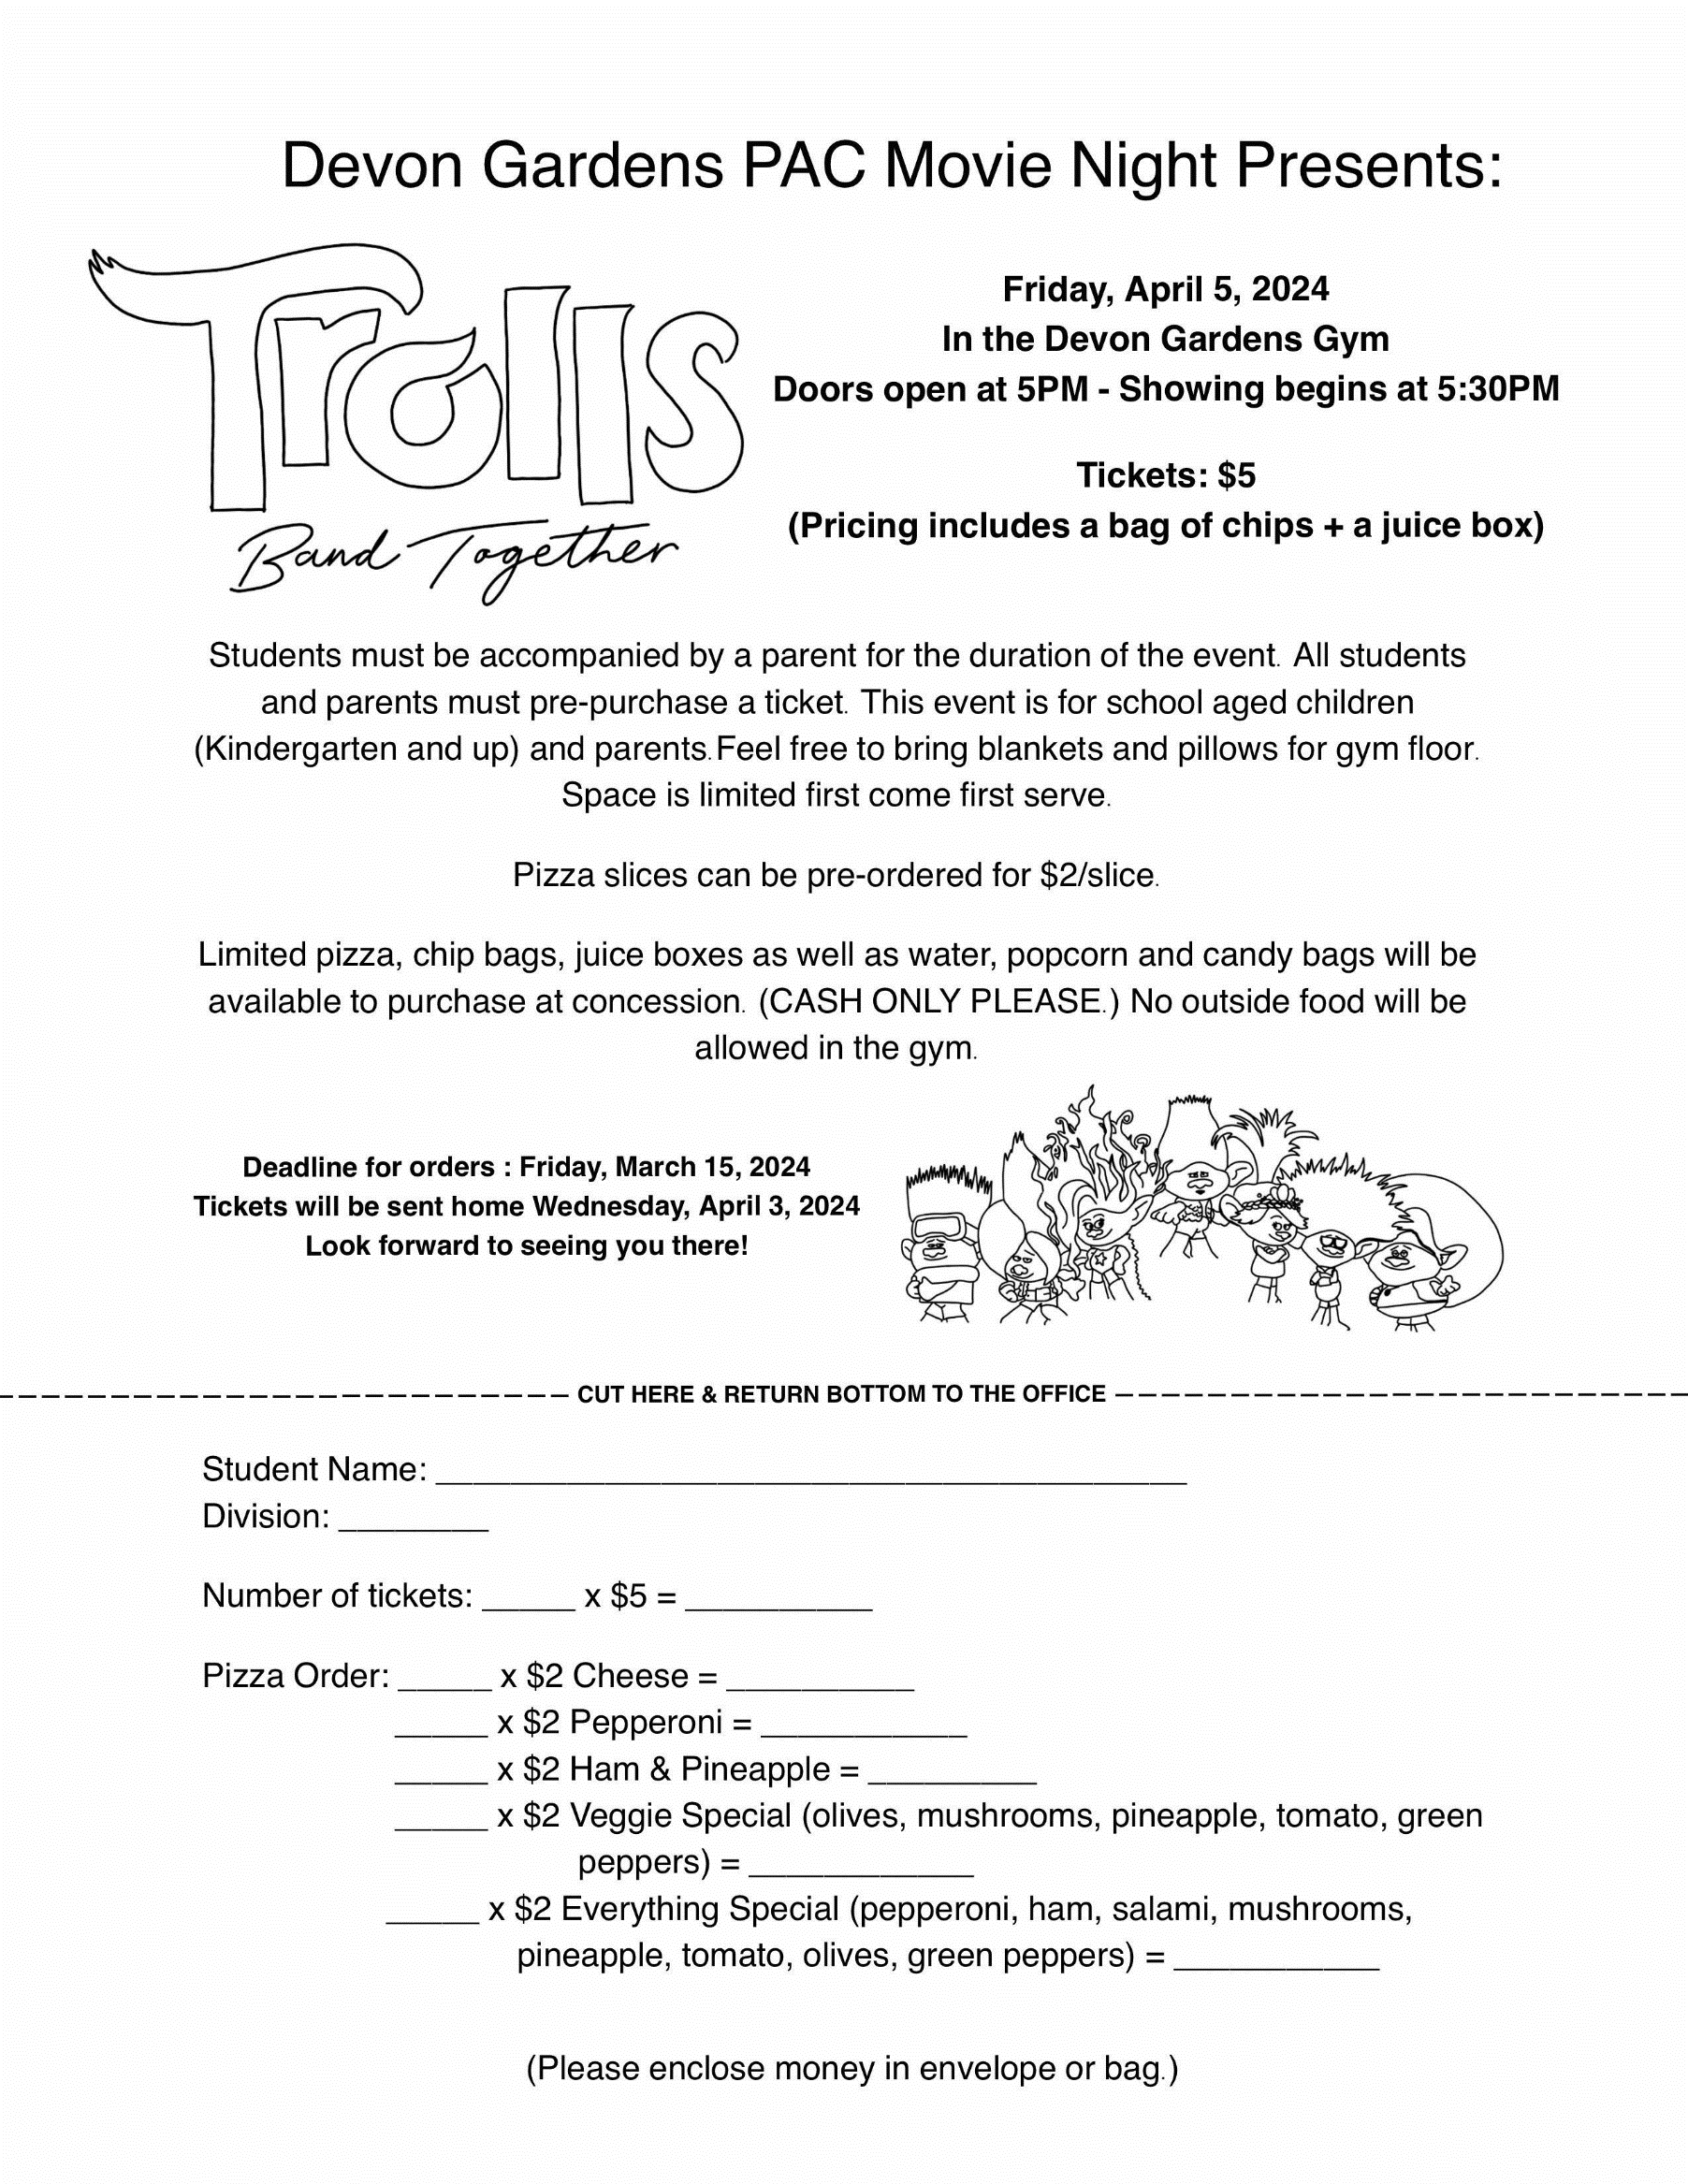 Devon Gardens PAC Movie Night Presents:
Trolls
Band Together
Friday, April 5, 2024
In the Devon Gardens Gym
Doors open at 5PM - Showing begins at 5:30PM
Tickets: $5
(Pricing includes a bag of chips + a juice box)
Students must be accompanied by a parent for the duration of the event. All students
and parents must pre-purchase a ticket. This event is for school aged children
(Kindergarten and up) and parents.Feel free to bring blankets and pillows for gym floor.
Space is limited first come first serve.
Pizza slices can be pre-ordered for $2/slice.
Limited pizza, chip bags, juice boxes as well as water, popcorn and candy bags will be
available to purchase at concession. (CASH ONLY PLEASE.) No outside food will be
allowed in the gym.
Deadline for orders : Friday, March 15, 2024
Tickets will be sent home Wednesday, April 3, 2024
Look forward to seeing you there!
CUT HERE & RETURN BOTTOM TO THE OFFICE
Student Name: ________________________________________
Division: ________
Number of tickets: _____ x $5 = __________
Pizza Order: _____ x $2 Cheese = __________
_____ x $2 Pepperoni = ___________
_____ x $2 Ham & Pineapple = _________
_____ x $2 Veggie Special (olives, mushrooms, pineapple, tomato, green
peppers) = ____________
_____ x $2 Everything Special (pepperoni, ham, salami, mushrooms,
pineapple, tomato, olives, green peppers) = ___________
(Please enclose money in envelope or bag.)